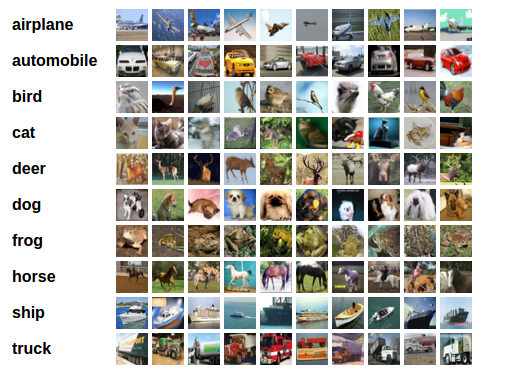 airplane
automobile
bird
cat
deer
dog
frog
horse
ship
truck